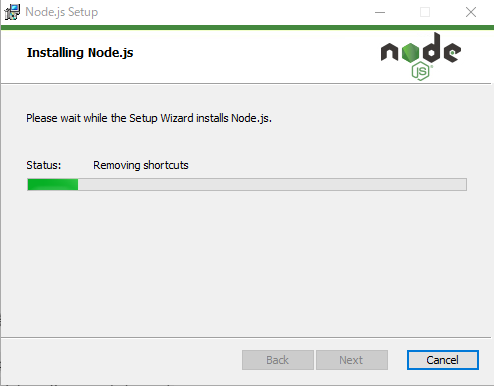 Node.js Setup
Installing Node.js
node
JS
Please wait while the Setup Wizard installs Node.js.
Status: Removing shortcuts
Back Next Cancel